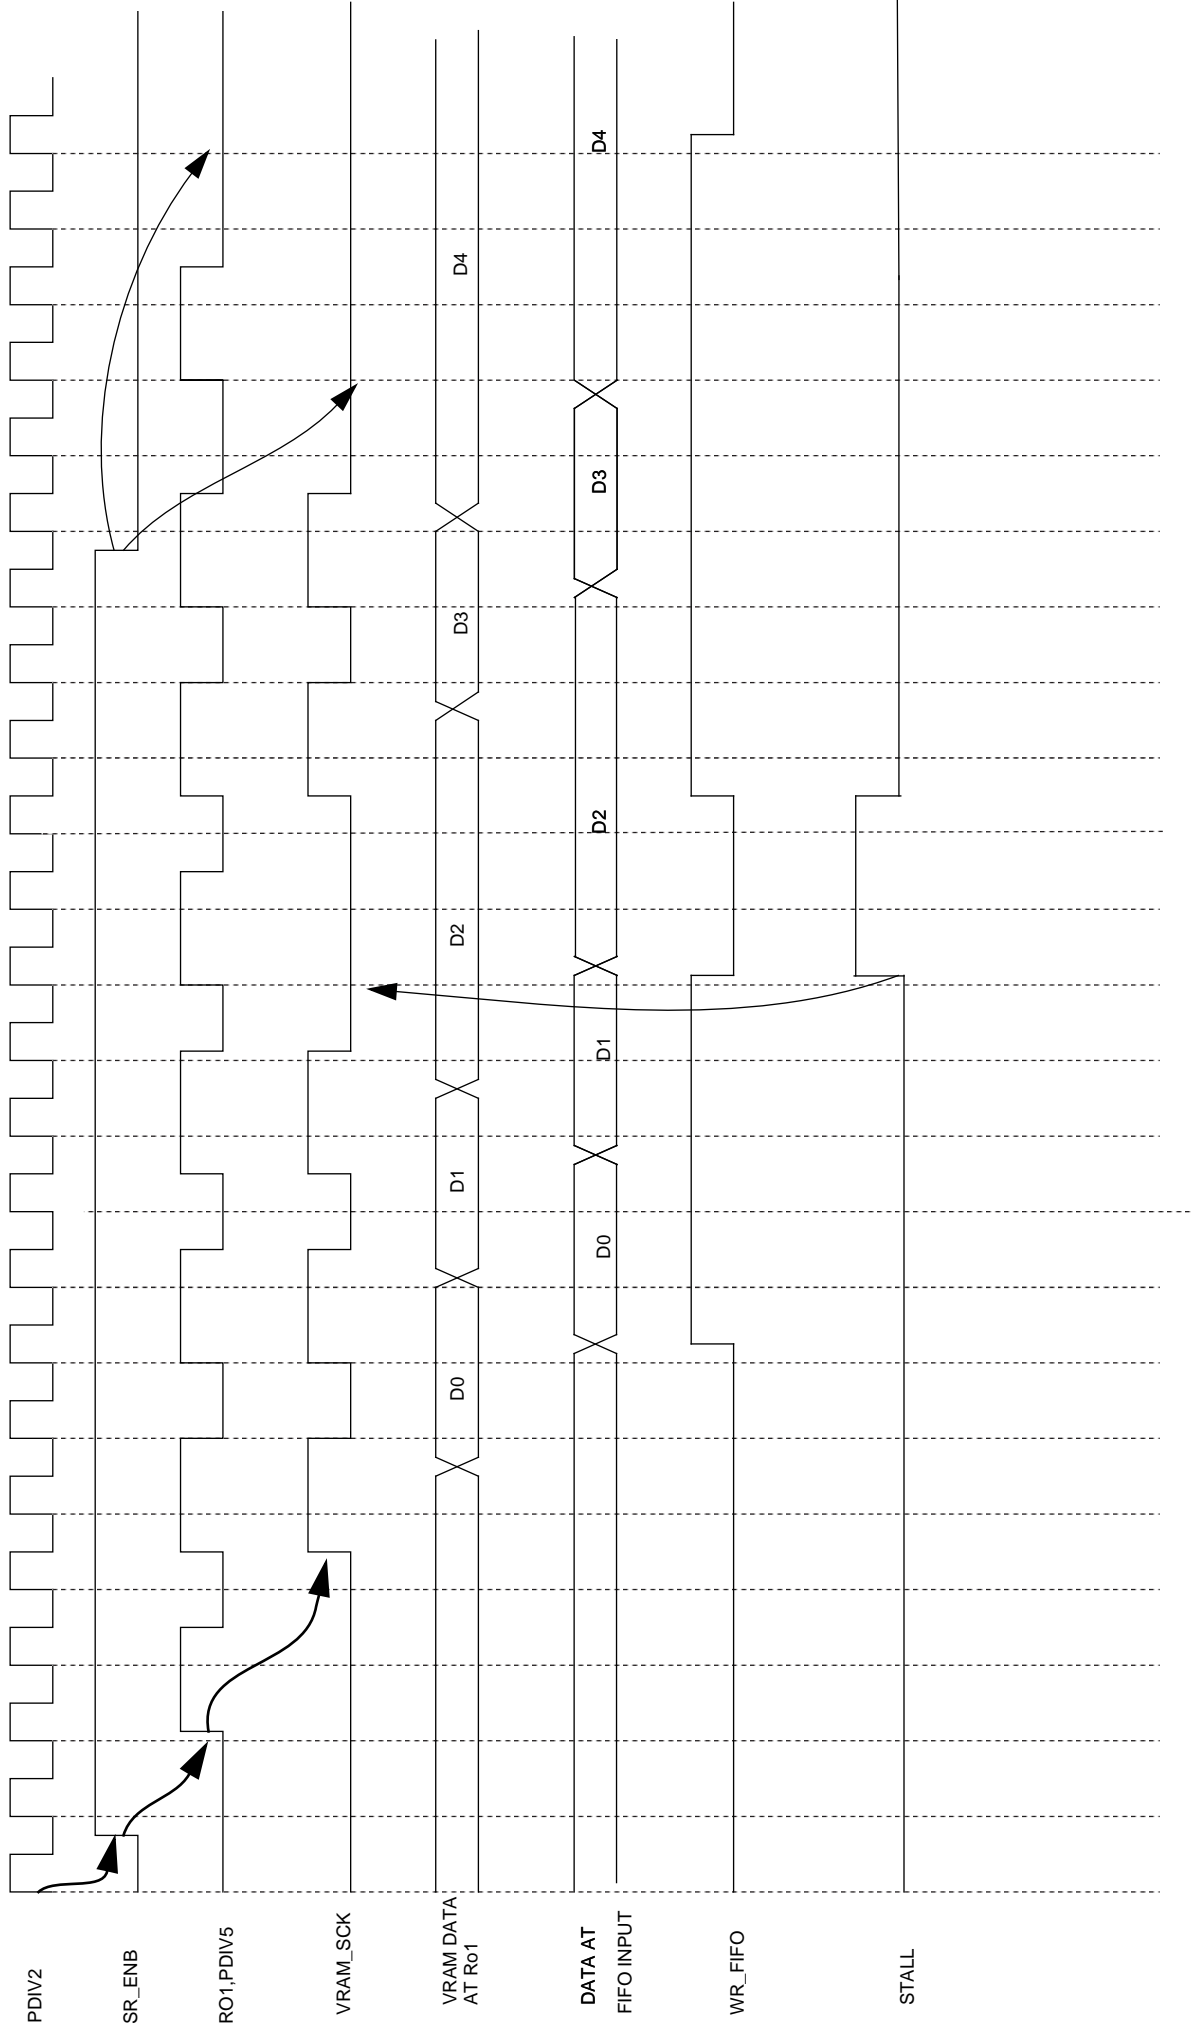 PDIV2
SR_ENB
RO1,PDIV5
VRAM_SCK
VRAM DATA
AT Ro1
D0
D1
D2
D3
D4
DATA AT
FIFO INPUT
D0
D1
D2
D3
D4
WR_FIFO
STALL